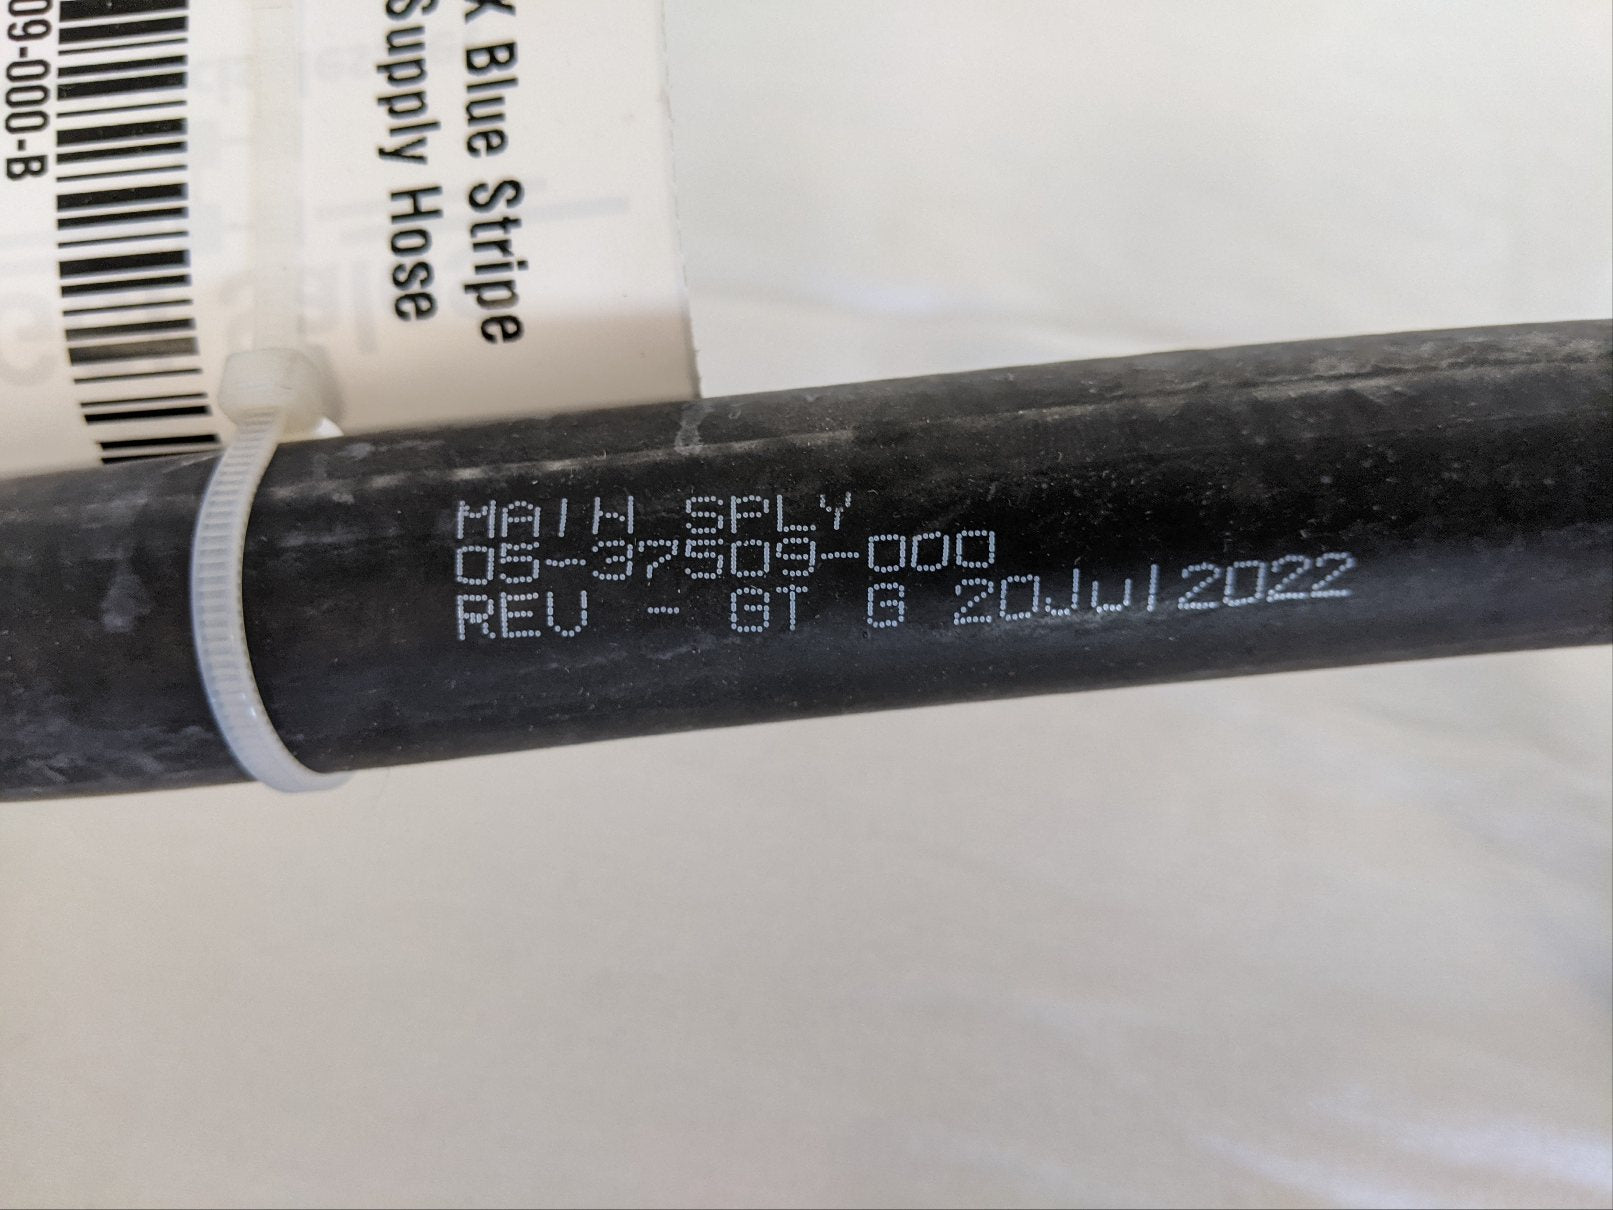 09-000-B
X Blue Stripe
Supply Hose
MAIN SPLY
05-37509-000
REV - GT G 20Jul2022